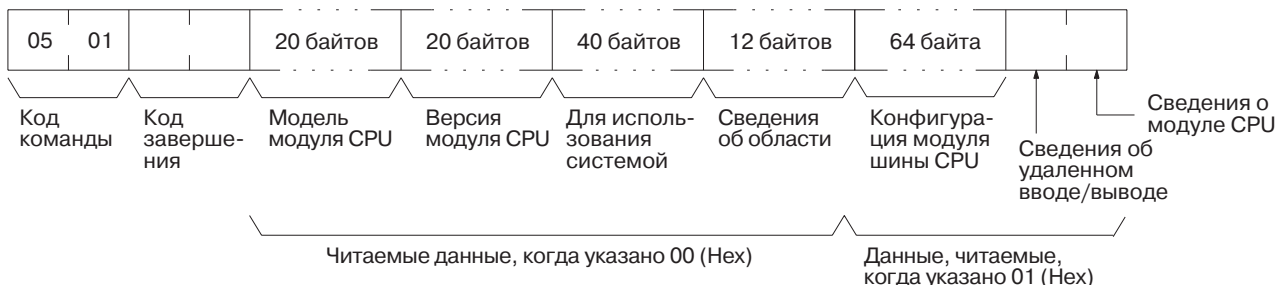 05 01 20 байтов 20 байтов 40 байтов 12 байтов 64 байта
Код
команды
Код
заверше-
ния
Модель
модуля CPU
Версия
модуля CPU
Для исполь-
зования
системой
Сведения
об области
Конфигура-
ция модуля
шины CPU
Сведения об
удаленном
вводе/выводе
Сведения о
модуле CPU
Читаемые данные, когда указано 00 (Hex)
Данные, читаемые,
когда указано 01 (Hex)